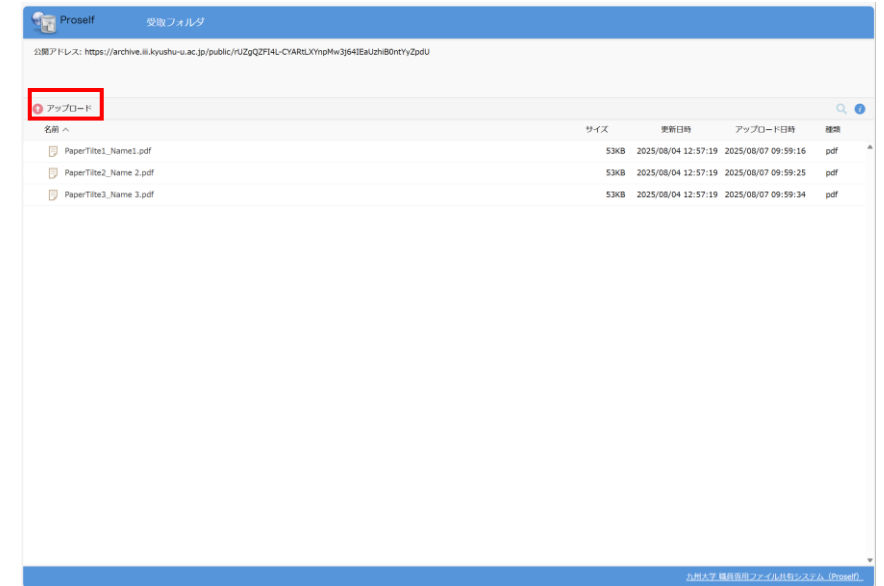 Proself 受取フォルダ
公開アドレス: https://archive.iii.kyushu-u.ac.jp/public/rUZgQZFI4L-CYARtLXYnpMw3j64IEaUzhiB0ntYyZpdU
アップロード
名前 サイズ 更新日時 アップロード日時 種類
PaperTilte1_Name1.pdf 53KB 2025/08/04 12:57:19 2025/08/07 09:59:16 pdf
PaperTilte2_Name 2.pdf 53KB 2025/08/04 12:57:19 2025/08/07 09:59:25 pdf
PaperTilte3_Name 3.pdf 53KB 2025/08/04 12:57:19 2025/08/07 09:59:34 pdf
九州大学 職員専用ファイル共有システム (Proself)